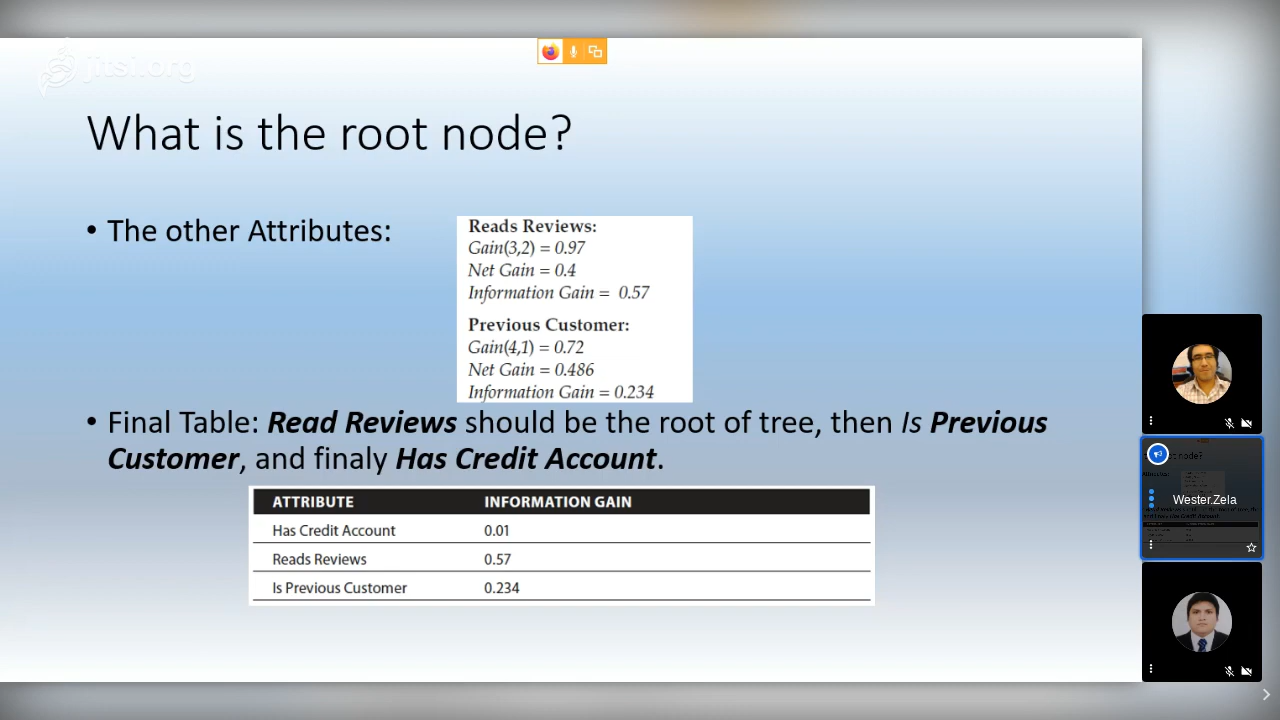 jitsi.org
What is the root node?
• The other Attributes:
Reads Reviews:
Gain(3,2) = 0.97
Net Gain = 0.4
Information Gain = 0.57
Previous Customer:
Gain(4,1) = 0.72
Net Gain = 0.486
Information Gain = 0.234
• Final Table: Read Reviews should be the root of tree, then Is Previous
Customer, and finaly Has Credit Account.
ATTRIBUTE INFORMATION GAIN
Has Credit Account 0.01
Reads Reviews 0.57
Is Previous Customer 0.234
Wester.Zela